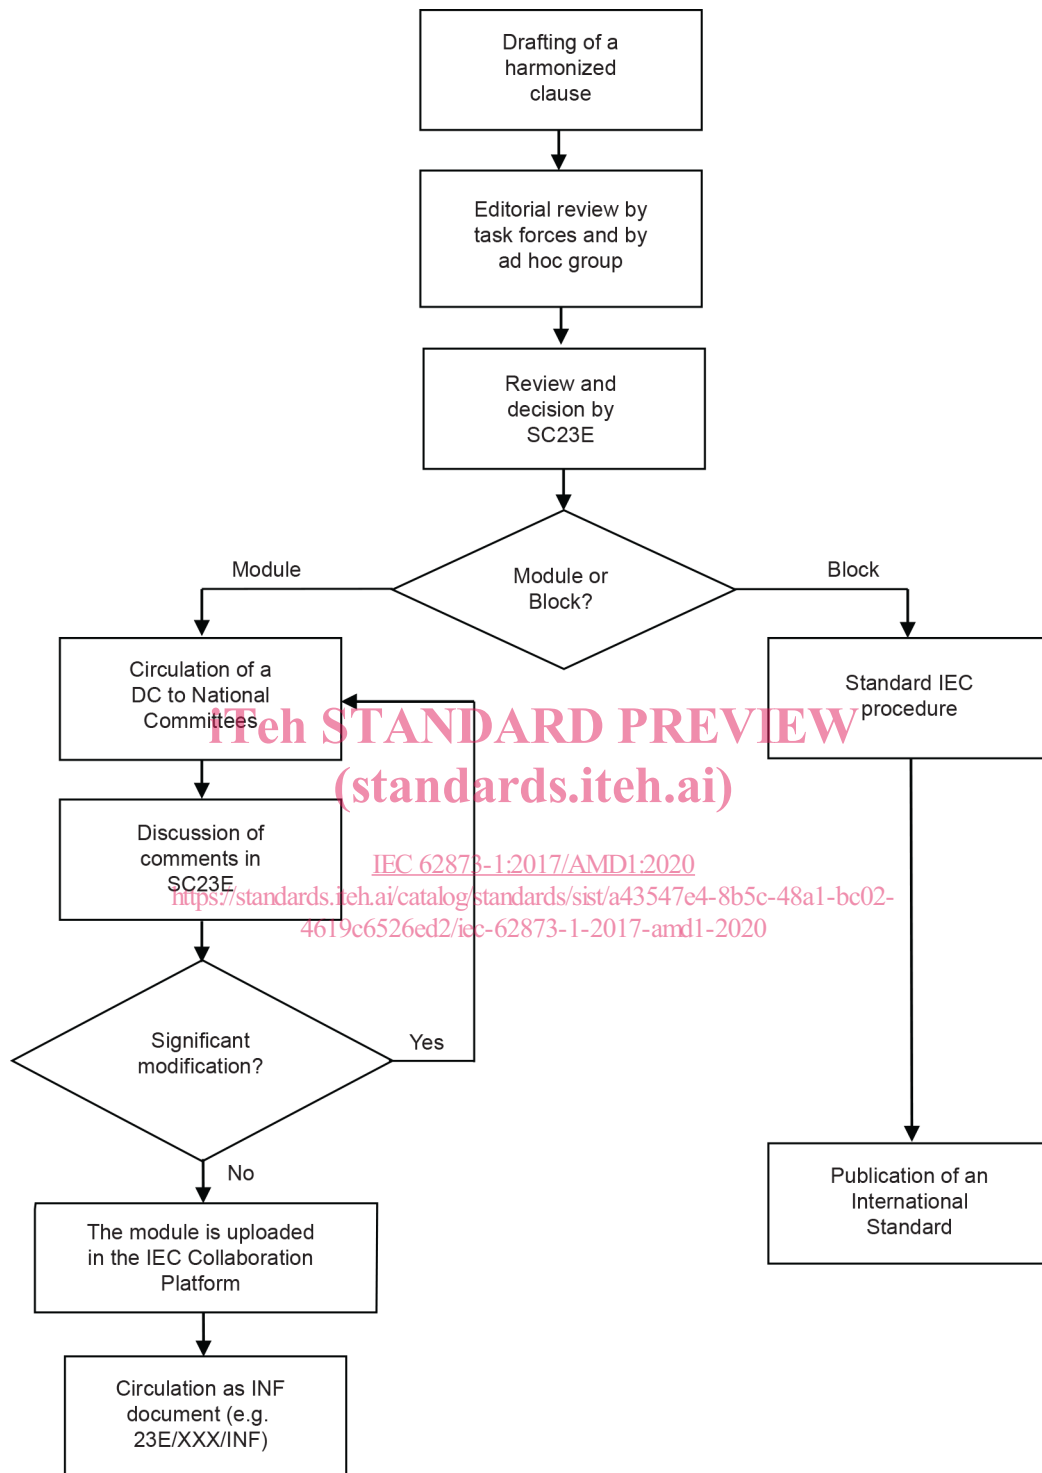 Drafting of a
harmonized
clause
Editorial review by
task forces and by
ad hoc group
Review and
decision by
SC23E
Module or
Block?
Module
Block
Circulation of a
DC to National
Committees
Standard IEC
procedure
iTeh STANDARD PREVIEW
(standards.iteh.ai)
Discussion of
comments in
SC23E
IEC 62873-1:2017/AMD1:2020
https://standards.iteh.ai/catalog/standards/sist/a43547e4-8b5c-48a1-bc02-
4619c6526ed2/iec-62873-1-2017-amd1-2020
Significant
modification?
Yes
No
The module is uploaded
in the IEC Collaboration
Platform
Publication of an
International
Standard
Circulation as INF
document (e.g.
23E/XXX/INF)